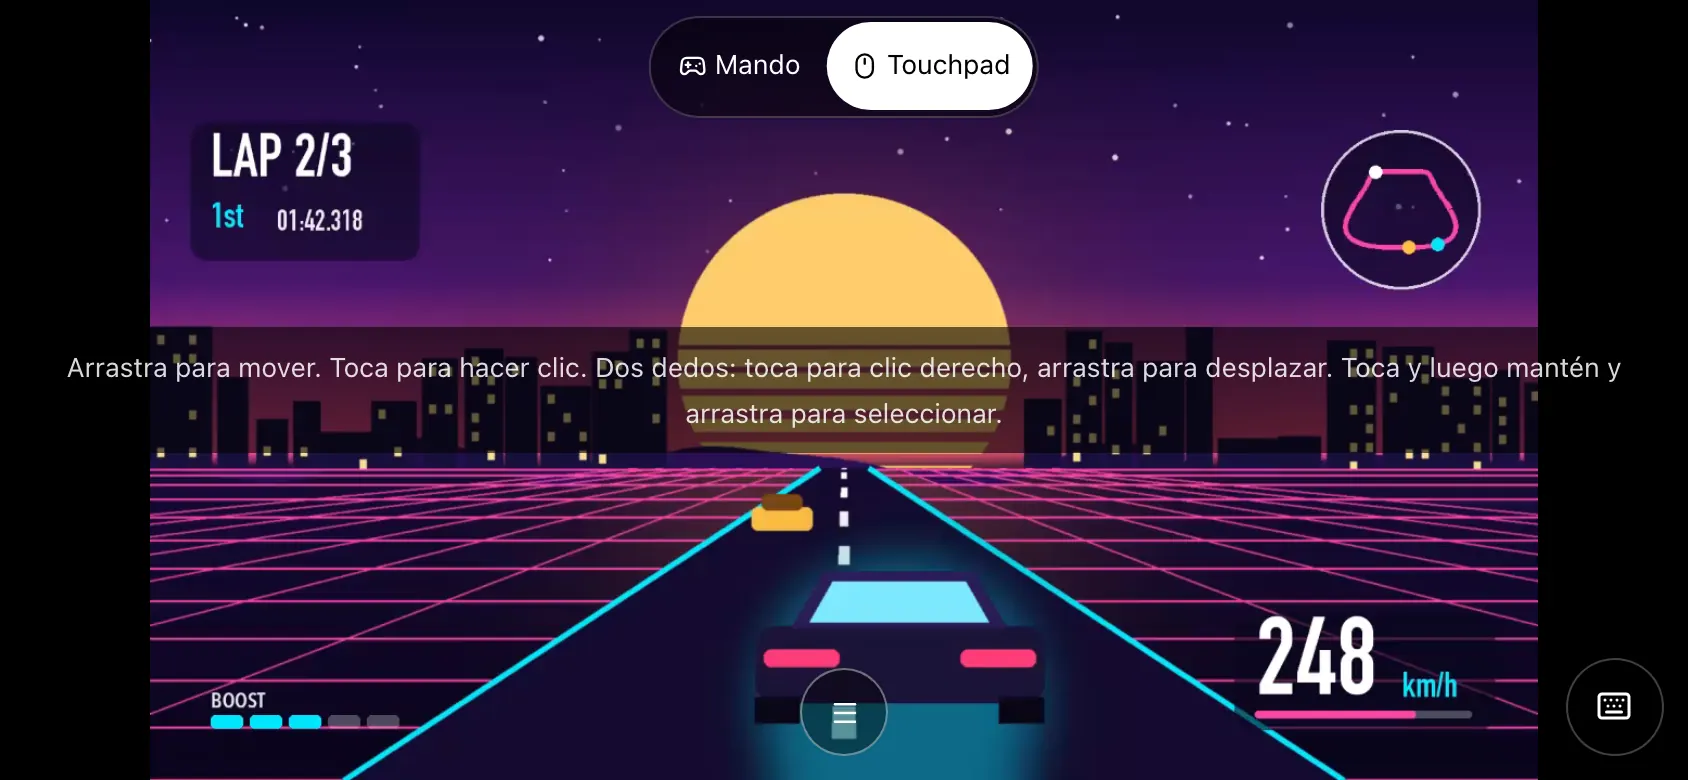 Mando
Touchpad
LAP 2/3
1st 01:42.318
Arrastra para mover. Toca para hacer clic. Dos dedos: toca para clic derecho, arrastra para desplazar. Toca y luego mantén y
arrastra para seleccionar.
BOOST
248 km/h